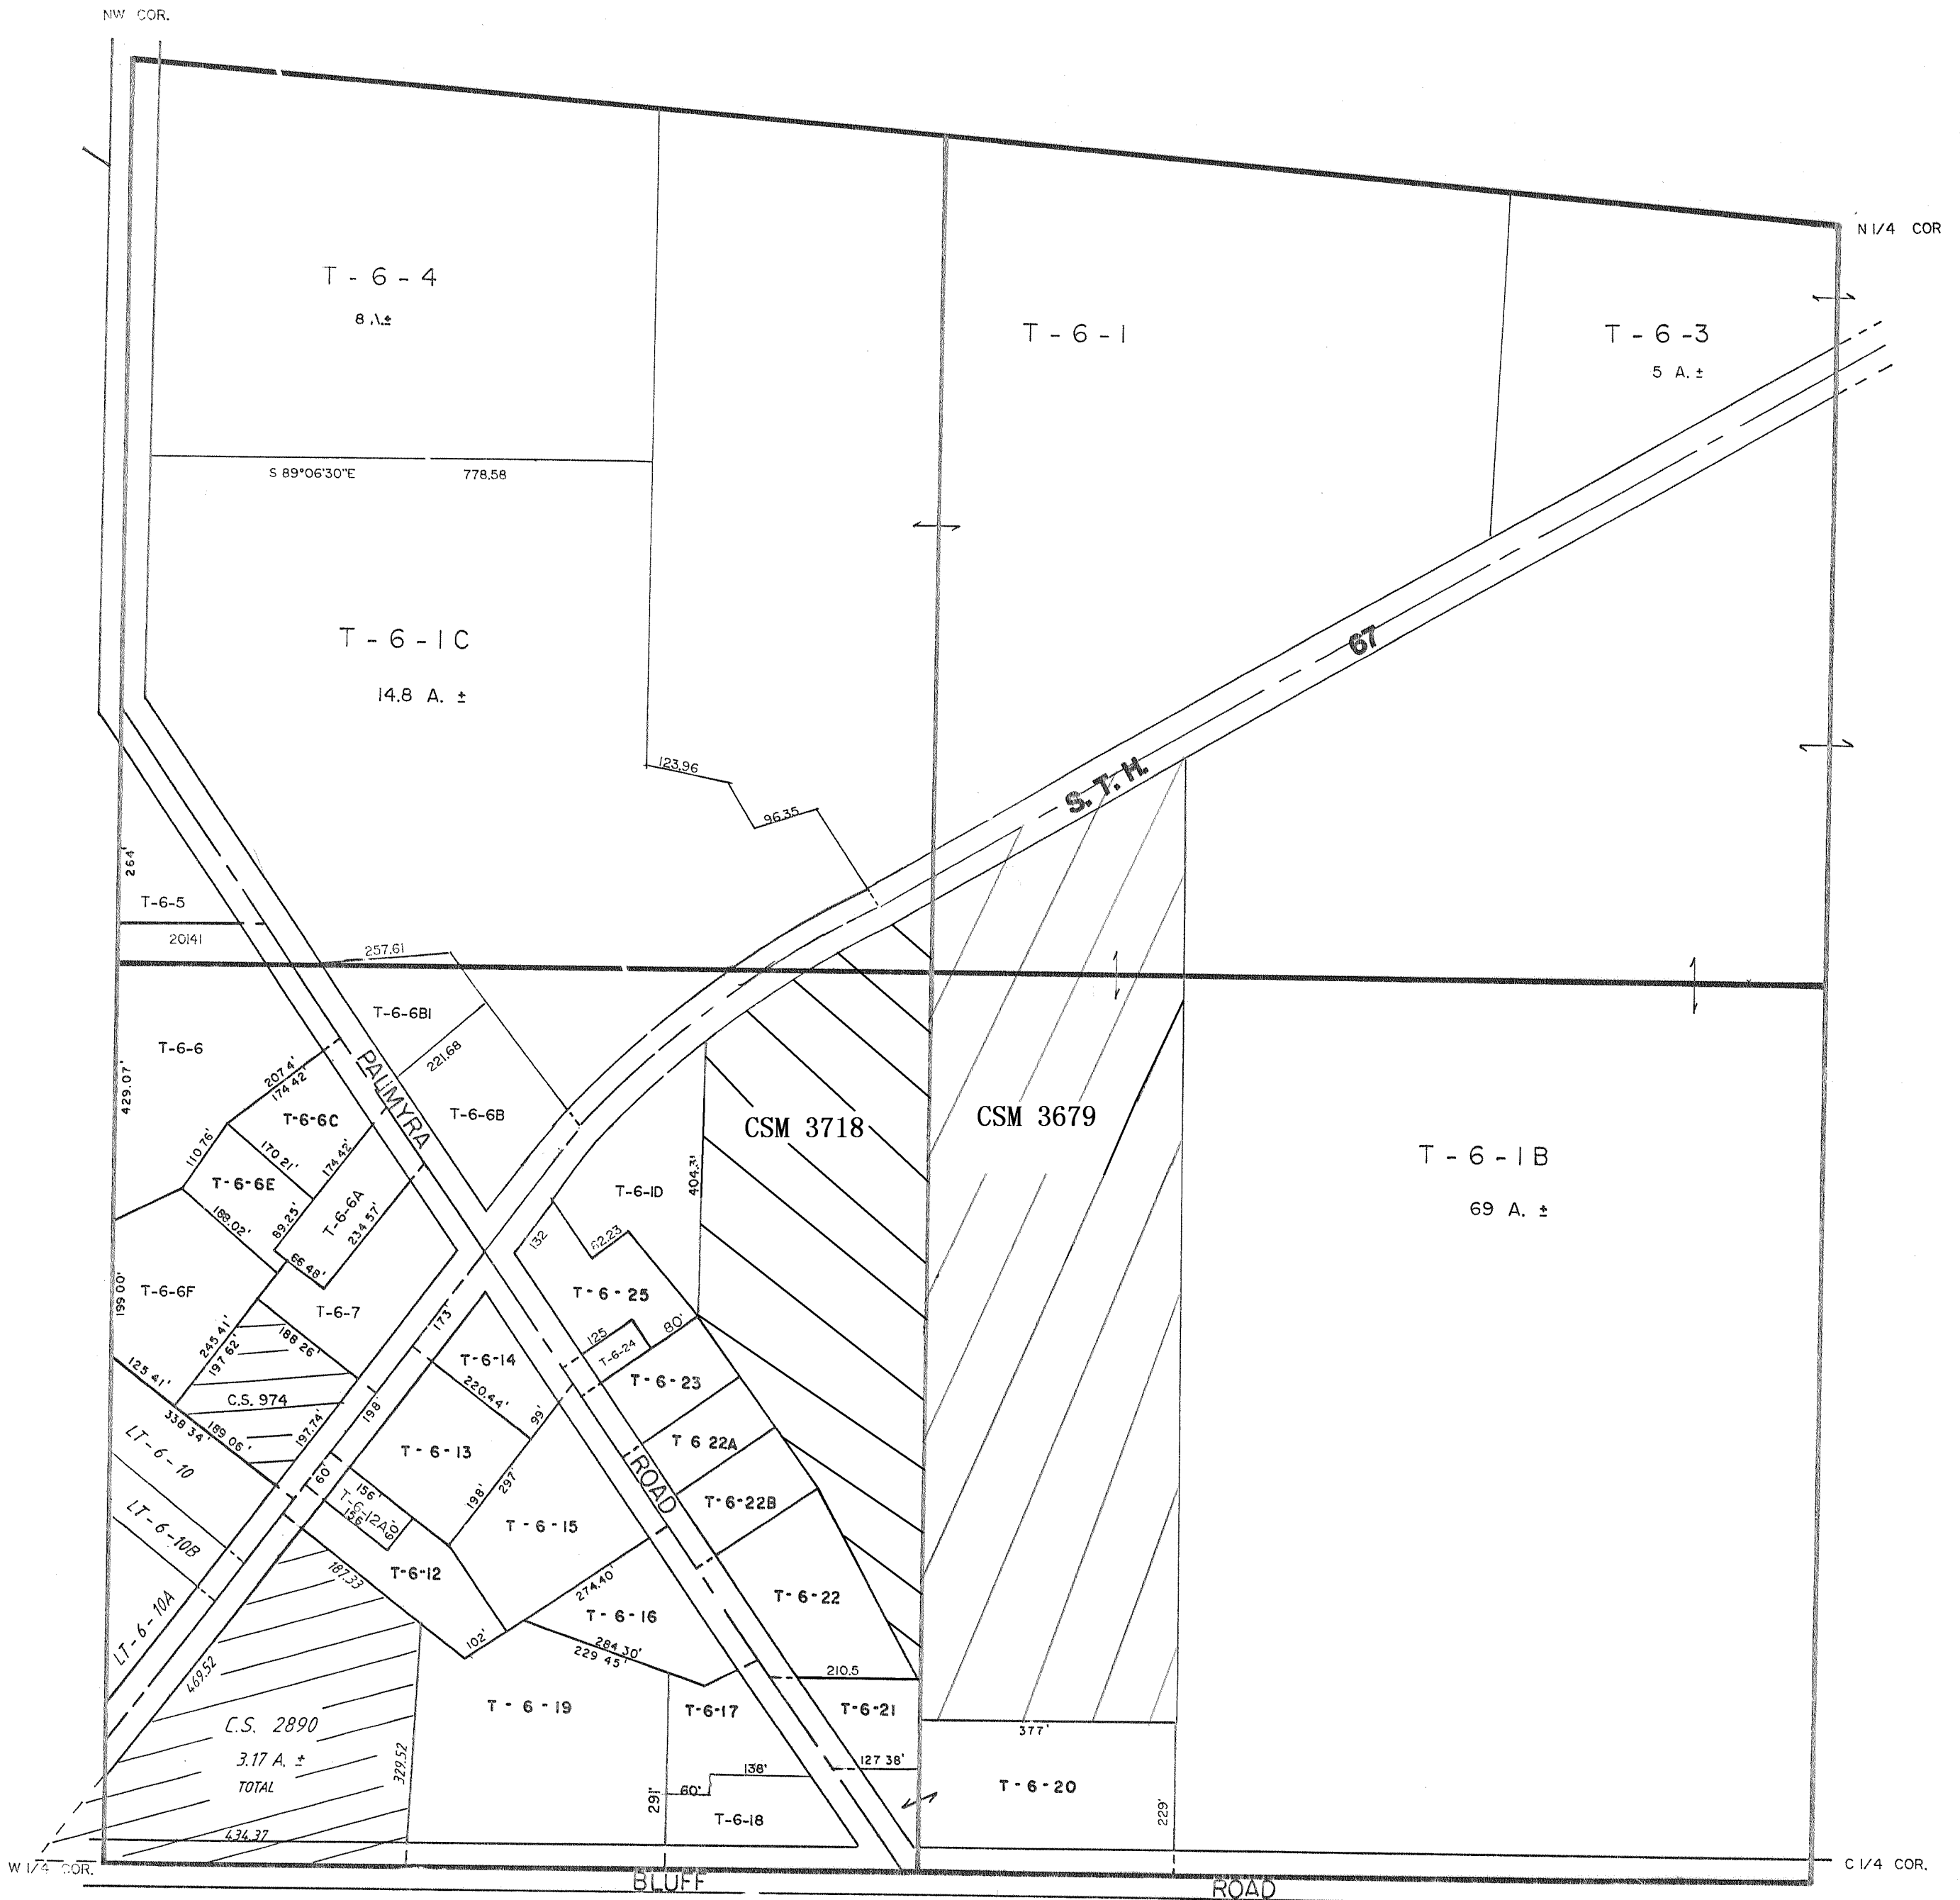 NW COR.
N 1/4 COR
T - 6 - 4
T - 6 - 1
T - 6 - 3
5 A. ±
S 89°06'30"E 778.58
T - 6 - 1 C
14.8 A. ±
67
S. T. H.
123.96
96.35
264'
T-6-5
20141
257.61
T-6-6B1
221.68
T-6-6
207 4'
174 42'
429.07'
T-6-6C
PALMYRA
T-6-6B
CSM 3718
CSM 3679
T - 6 - 1B
69 A. ±
110.76'
170 21'
174 42'
T-6-6E
T-6-6A
234 57'
89.25'
188.02'
66 48'
T-6-1D
404.3'
132
62.23
T-6-6F
199 00'
T-6-7
173'
T-6-25
125
80'
T-6-24
245 41'
197 62'
188 26'
125 41'
C.S. 974
198
T-6-14
220.44'
99'
T-6-23
338 34'
189 06'
197.74'
LT-6-10
T-6-13
T 6 22A
60'
156'
T-6-12A
156
198'
297'
ROAD
T-6-22B
LT-6-10B
T-6-15
187.33
T-6-12
274.40'
T-6-22
T-6-16
LT-6-10A
102'
284 30'
229 45'
469.52
210.5
C.S. 2890
3.17 A. ±
TOTAL
T - 6 - 19
T-6-17
T-6-21
377'
329.52
138'
127 38'
60'
291'
T-6-20
229'
T-6-18
434.37
W 1/4 COR.
C 1/4 COR.
BLUFF ROAD